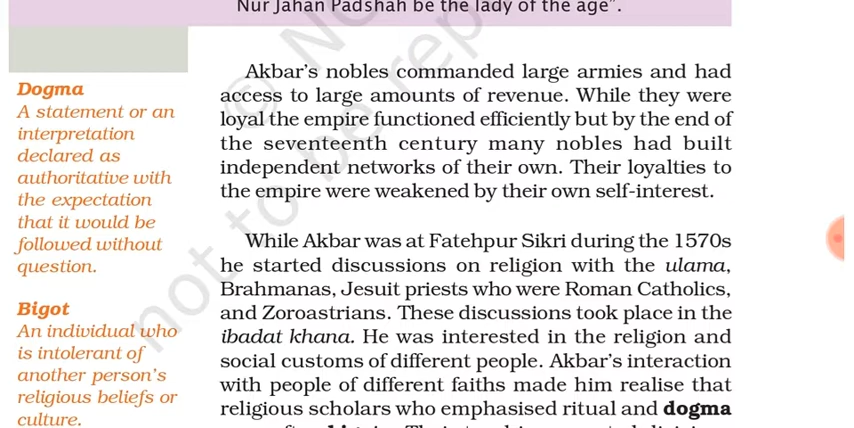 Nur Jahan Padshah be the lady of the age".
Akbar's nobles commanded large armies and had
access to large amounts of revenue. While they were
loyal the empire functioned efficiently but by the end of
the seventeenth century many nobles had built
independent networks of their own. Their loyalties to
the empire were weakened by their own self-interest.
While Akbar was at Fatehpur Sikri during the 1570s
he started discussions on religion with the ulama,
Brahmanas, Jesuit priests who were Roman Catholics,
and Zoroastrians. These discussions took place in the
ibadat khana. He was interested in the religion and
social customs of different people. Akbar's interaction
with people of different faiths made him realise that
religious scholars who emphasised ritual and dogma
Dogma
A statement or an
interpretation
declared as
authoritative with
the expectation
that it would be
followed without
question.
Bigot
An individual who
is intolerant of
another person's
religious beliefs or
culture.
not to be rep